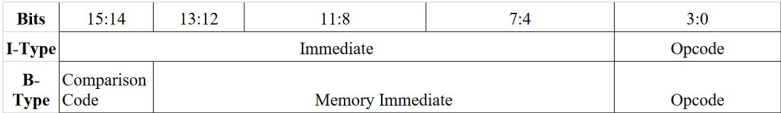 Bits 15:14 13:12 11:8 7:4 3:0
I-Type Immediate Opcode
B- Comparison
Type Code Memory Immediate Opcode